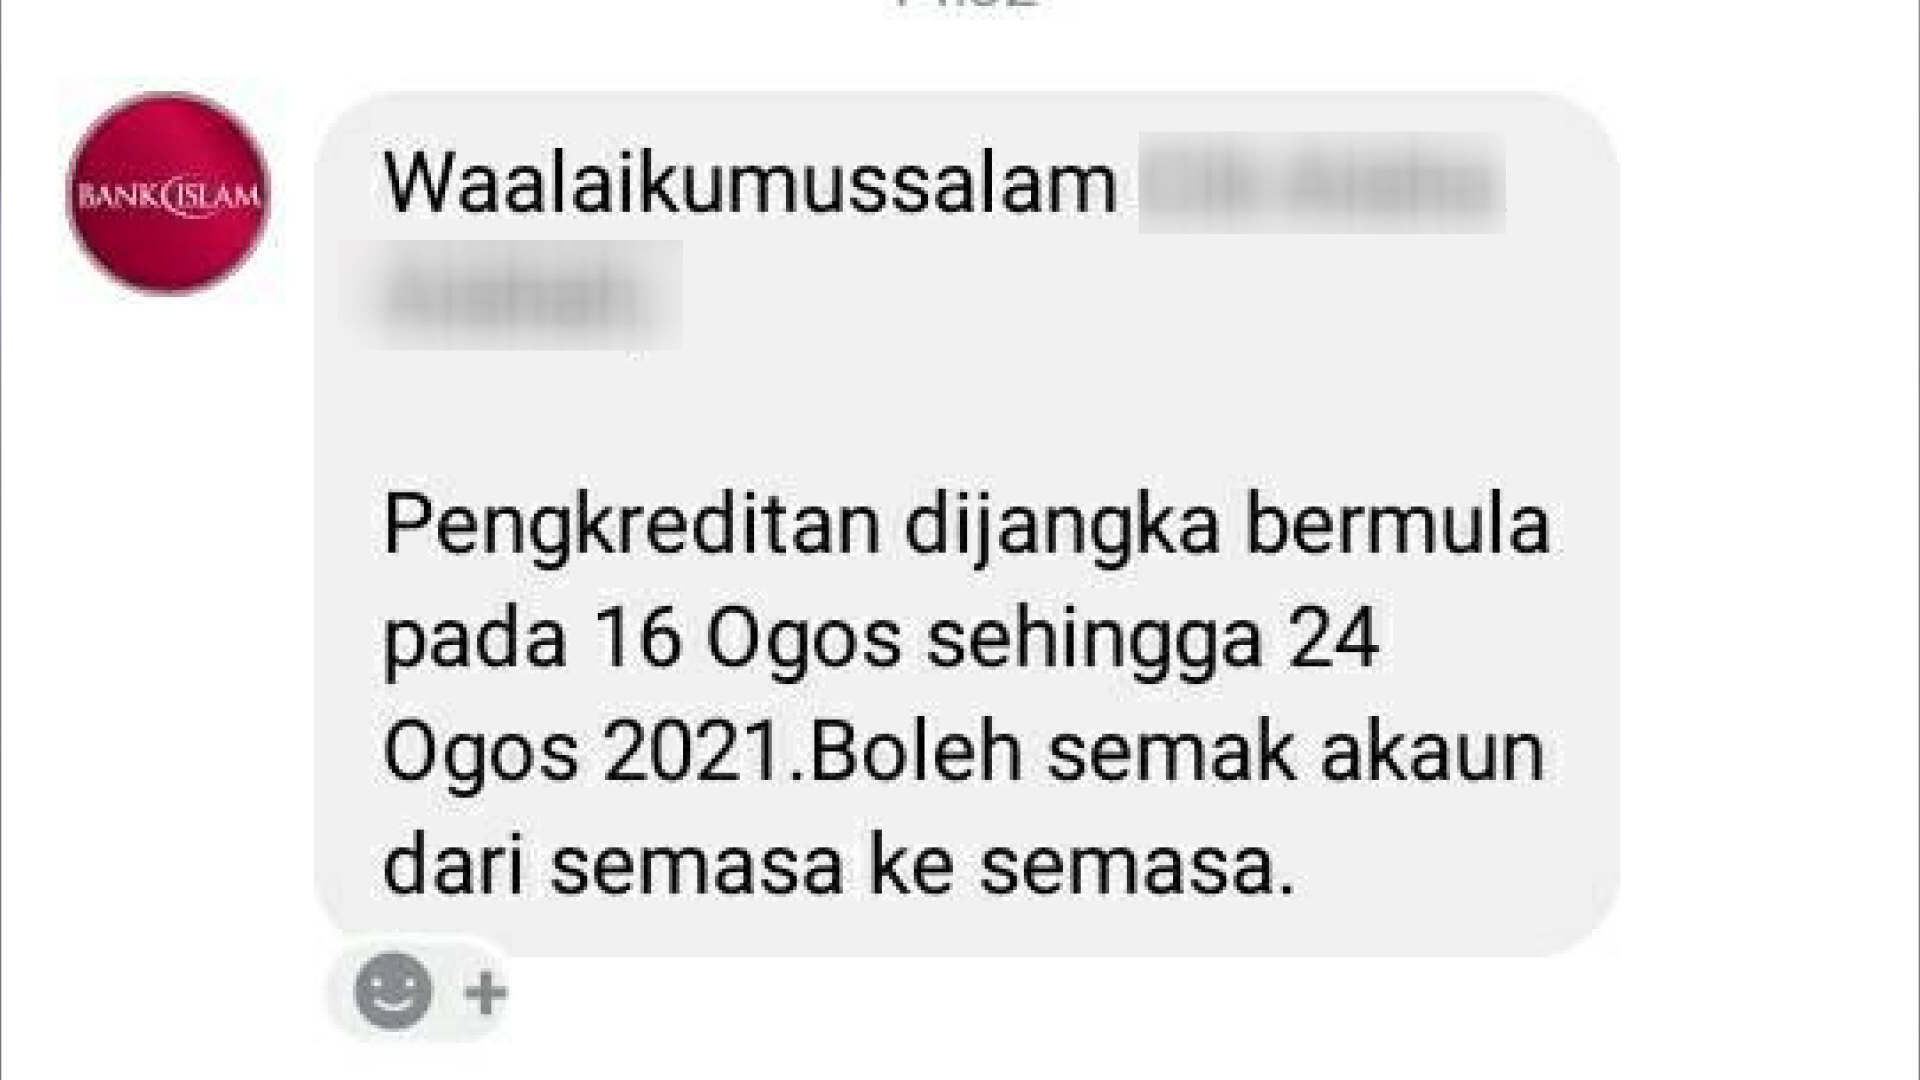 BANK ISLAM
Waalaikumussalam
Pengkreditan dijangka bermula
pada 16 Ogos sehingga 24
Ogos 2021.Boleh semak akaun
dari semasa ke semasa.